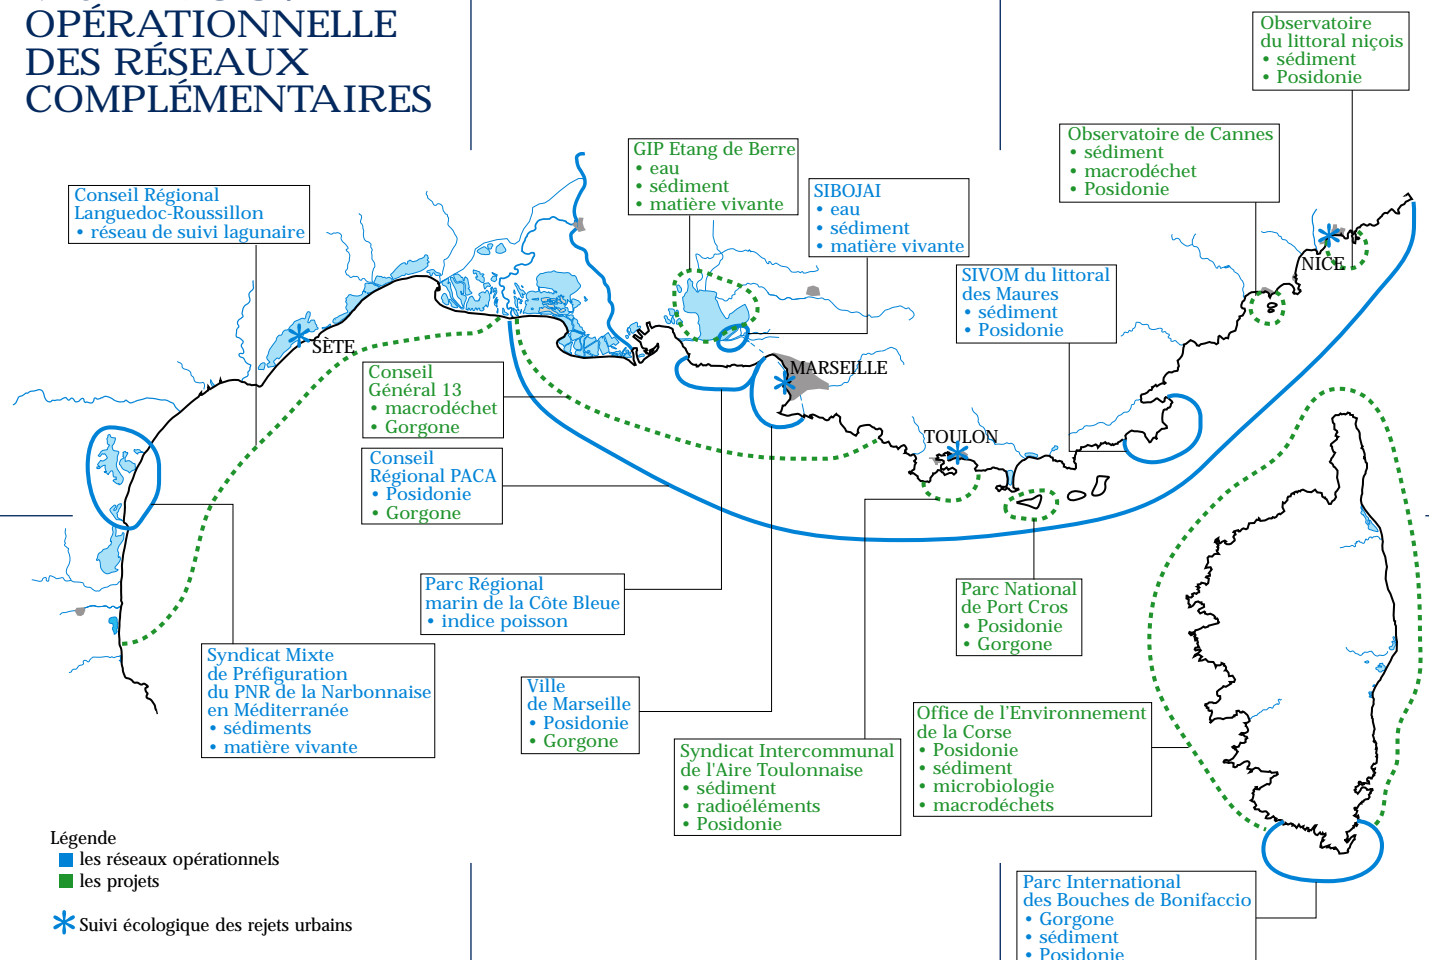 OPÉRATIONNELLE
DES RÉSEAUX
COMPLÉMENTAIRES
Observatoire
du littoral niçois
• sédiment
• Posidonie
Observatoire de Cannes
• sédiment
• macrodéchet
• Posidonie
GIP Etang de Berre
• eau
• sédiment
• matière vivante
SIBOJAI
• eau
• sédiment
• matière vivante
Conseil Régional
Languedoc-Roussillon
• réseau de suivi lagunaire
SIVOM du littoral
des Maures
• sédiment
• Posidonie
NICE
SÈTE
MARSEILLE
TOULON
Conseil
Général 13
• macrodéchet
• Gorgone
Conseil
Régional PACA
• Posidonie
• Gorgone
Parc Régional
marin de la Côte Bleue
• indice poisson
Parc National
de Port Cros
• Posidonie
• Gorgone
Syndicat Mixte
de Préfiguration
du PNR de la Narbonnaise
en Méditerranée
• sédiments
• matière vivante
Ville
de Marseille
• Posidonie
• Gorgone
Syndicat Intercommunal
de l'Aire Toulonnaise
• sédiment
• radioéléments
• Posidonie
Office de l'Environnement
de la Corse
• Posidonie
• sédiment
• microbiologie
• macrodéchets
Parc International
des Bouches de Bonifaccio
• Gorgone
• sédiment
• Posidonie
Légende
les réseaux opérationnels
les projets
Suivi écologique des rejets urbains